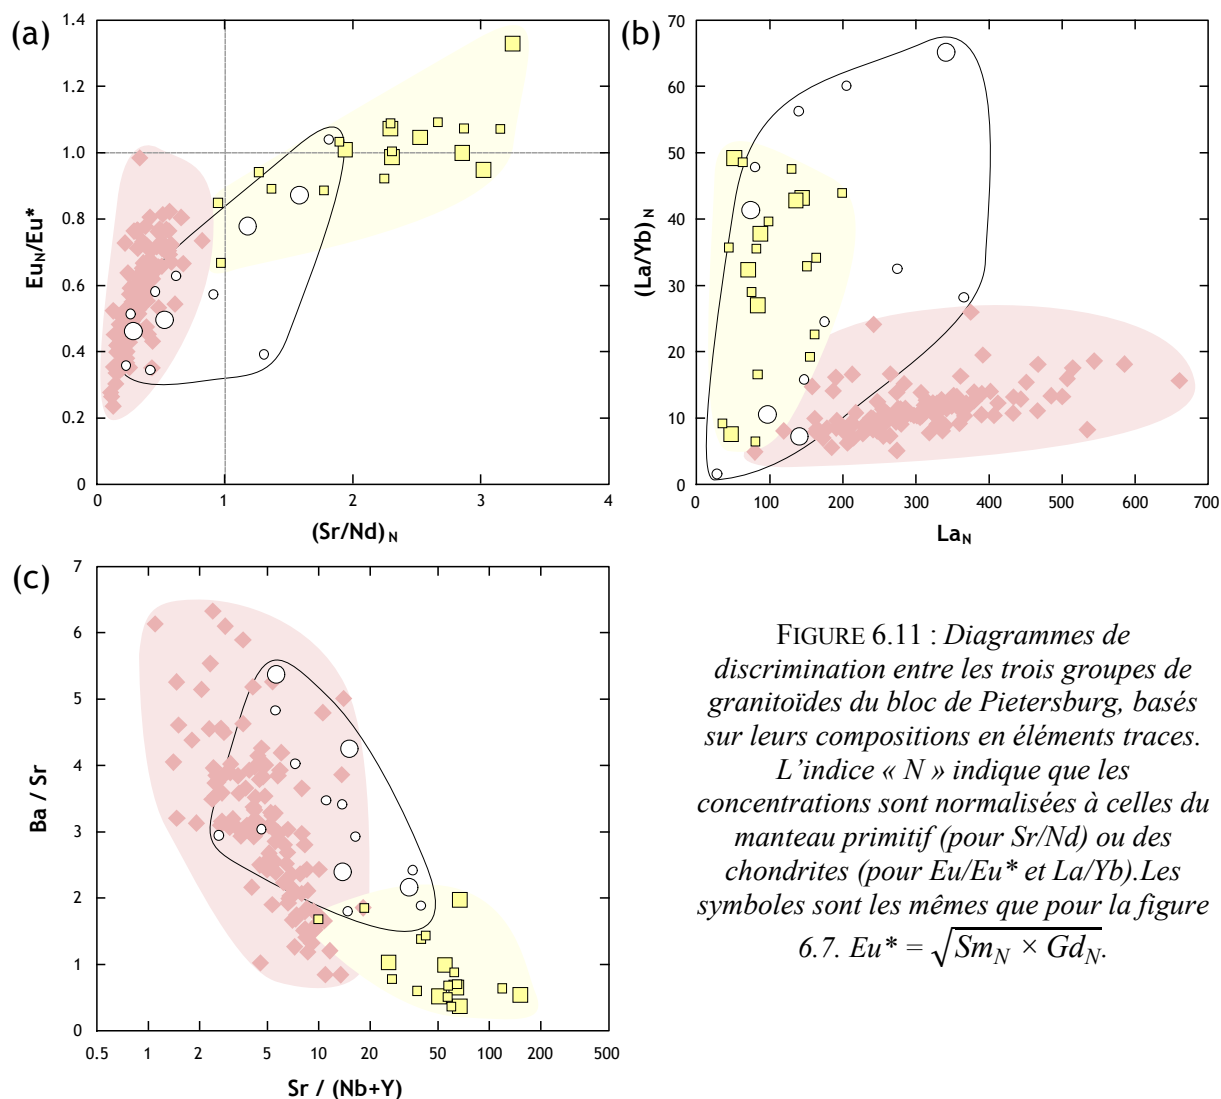 (a)
1.4
1.2
1.0
0.8
0.6
0.4
0.2
0
Eu_N/Eu*
0 1 2 3 4
(Sr/Nd)_N
(b)
70
60
50
40
30
20
10
0
(La/Yb)_N
0 100 200 300 400 500 600 700
La_N
(c)
7
6
5
4
3
2
1
0
Ba / Sr
0.5 1 2 5 10 20 50 100 200 500
Sr / (Nb+Y)
FIGURE 6.11 : Diagrammes de
discrimination entre les trois groupes de
granitoïdes du bloc de Pietersburg, basés
sur leurs compositions en éléments traces.
L'indice « N » indique que les
concentrations sont normalisées à celles du
manteau primitif (pour Sr/Nd) ou des
chondrites (pour Eu/Eu* et La/Yb).Les
symboles sont les mêmes que pour la figure
6.7. Eu* = √Sm_N × Gd_N.